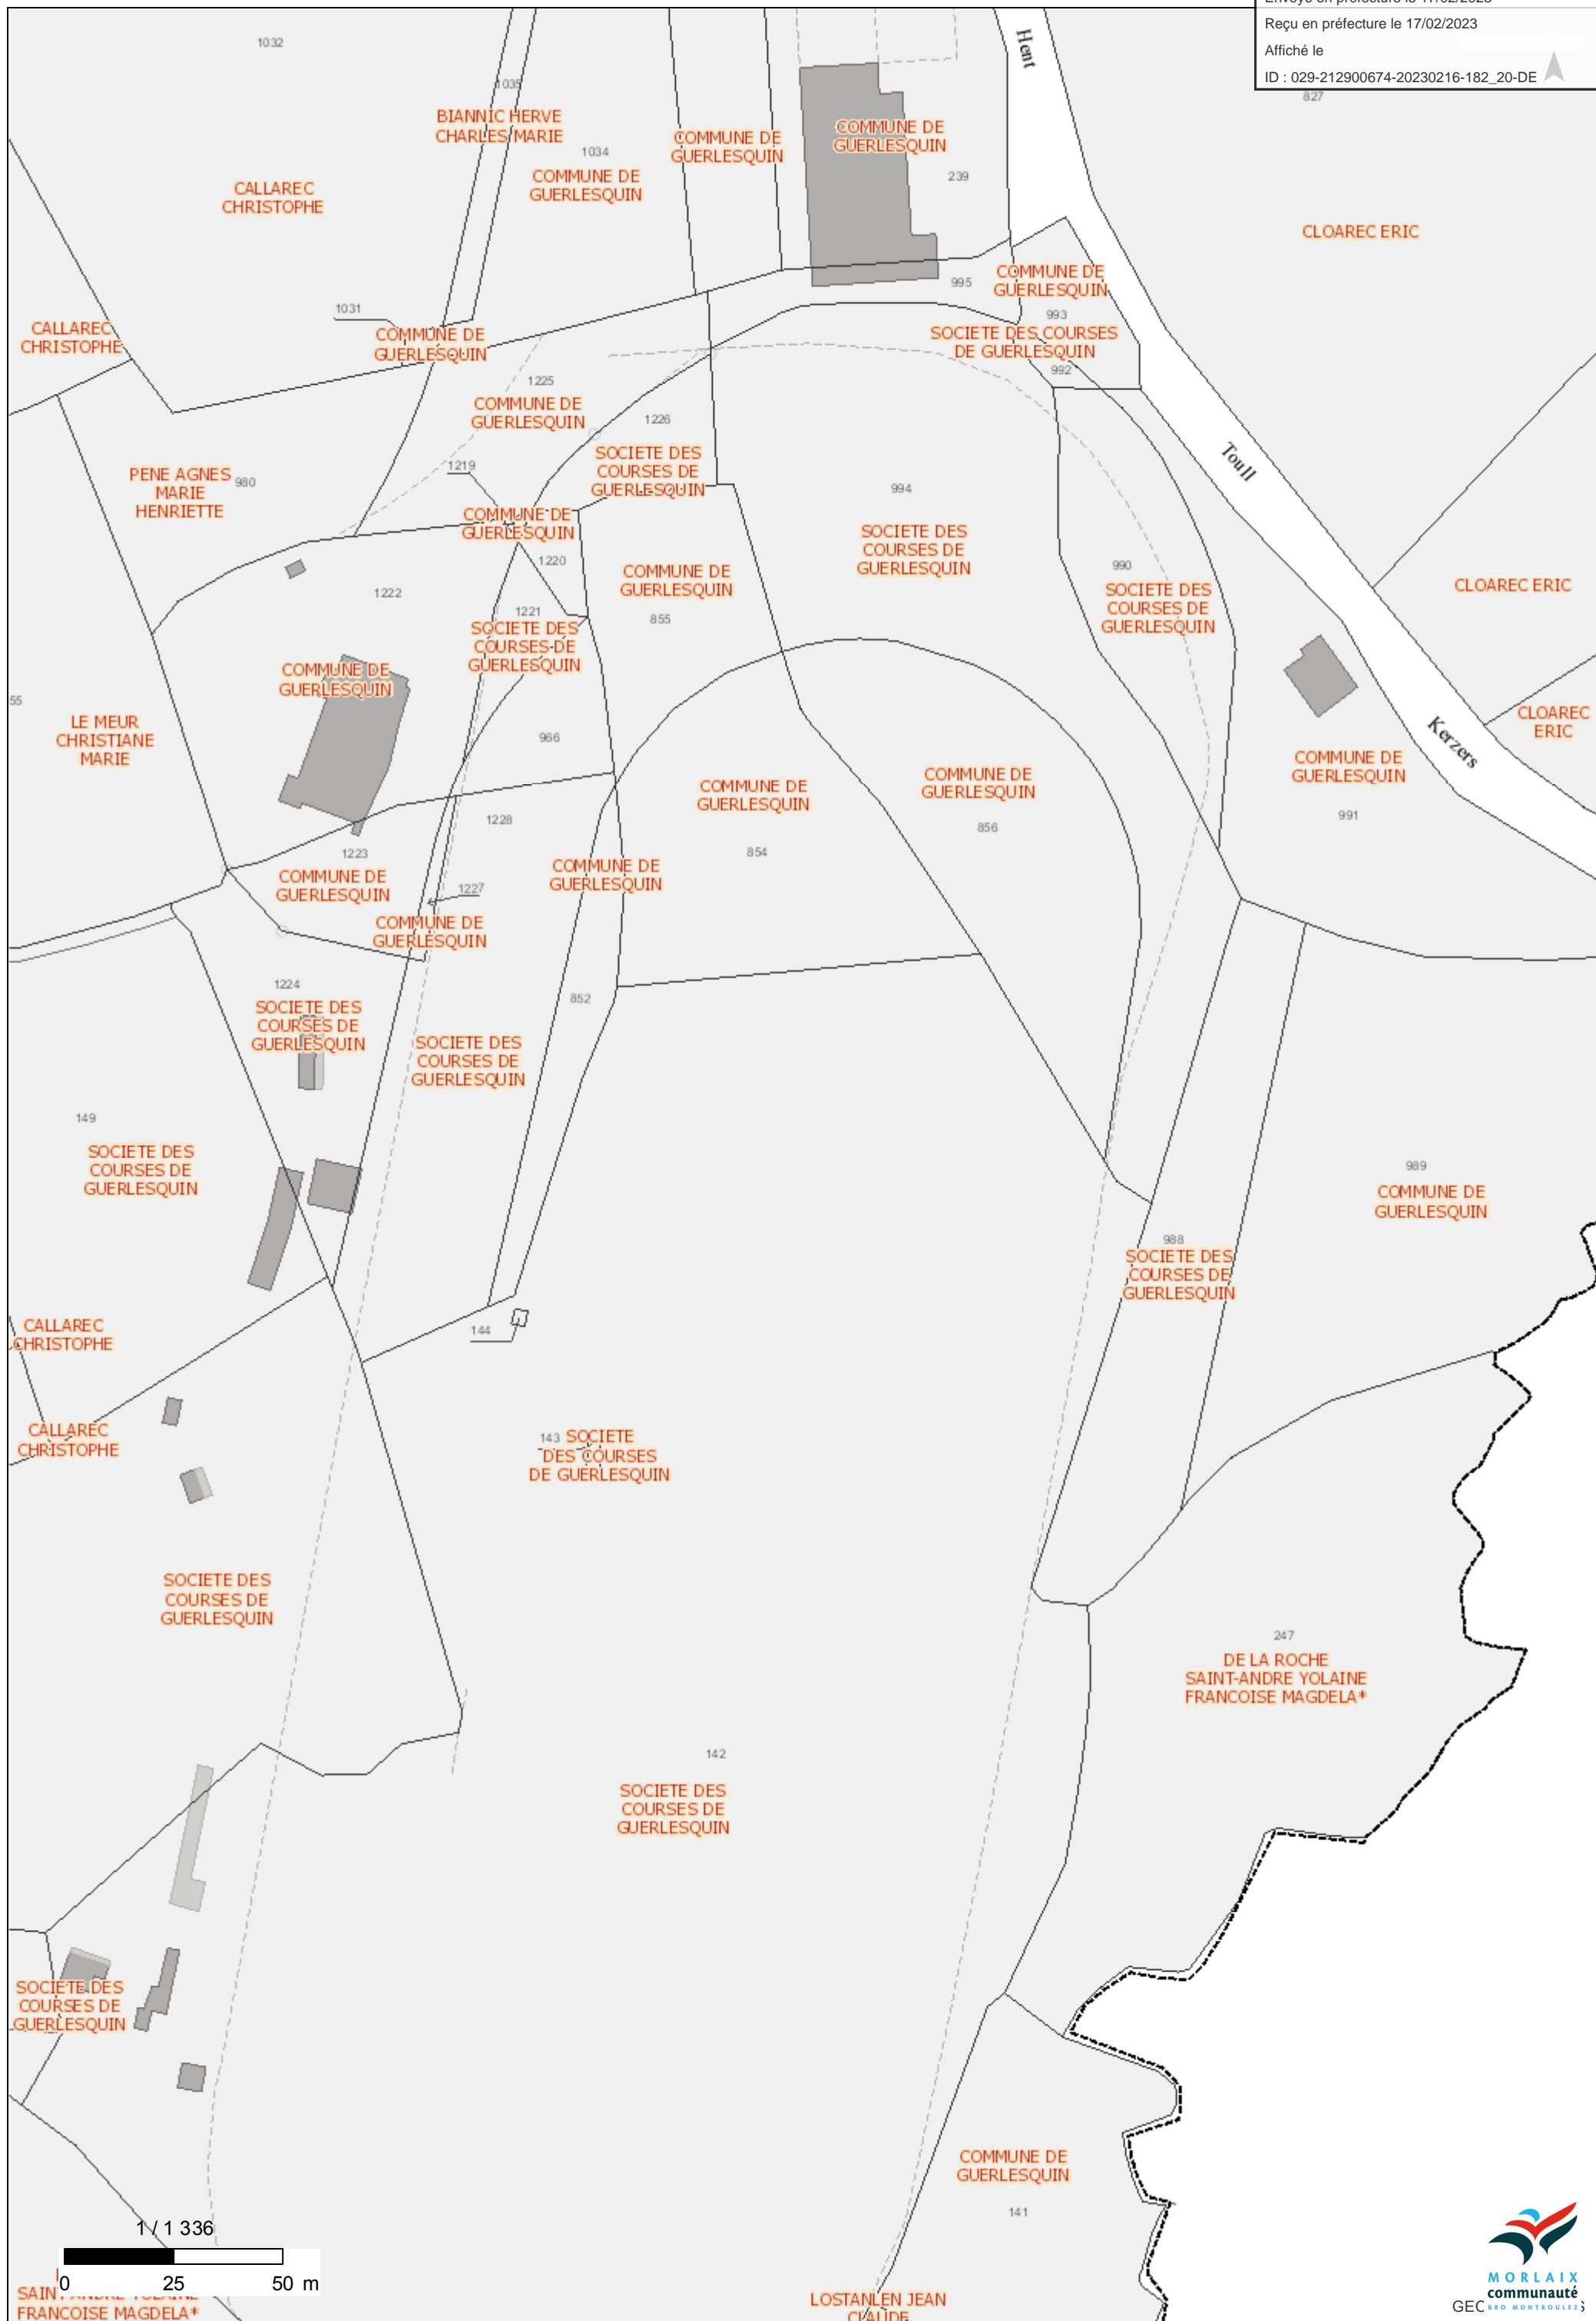 Reçu en préfecture le 17/02/2023
Affiché le
ID : 029-212900674-20230216-182_20-DE
827
Hent
1032
1035
BIANNIC HERVE
CHARLES MARIE
1034
COMMUNE DE
GUERLESQUIN
COMMUNE DE
GUERLESQUIN
COMMUNE DE
GUERLESQUIN
239
CALLAREC
CHRISTOPHE
CLOAREC ERIC
995
COMMUNE DE
GUERLESQUIN
1031
993
CALLAREC
CHRISTOPHE
COMMUNE DE
GUERLESQUIN
SOCIETE DES COURSES
DE GUERLESQUIN
992
1225
COMMUNE DE
GUERLESQUIN
1226
SOCIETE DES
COURSES DE
GUERLESQUIN
1219
Toull
PENE AGNES
MARIE
HENRIETTE
980
994
SOCIETE DES
COURSES DE
GUERLESQUIN
COMMUNE DE
GUERLESQUIN
1220
COMMUNE DE
GUERLESQUIN
855
990
SOCIETE DES
COURSES DE
GUERLESQUIN
CLOAREC ERIC
1222
1221
SOCIETE DES
COURSES DE
GUERLESQUIN
COMMUNE DE
GUERLESQUIN
55
LE MEUR
CHRISTIANE
MARIE
966
CLOAREC
ERIC
Kerzers
COMMUNE DE
GUERLESQUIN
991
COMMUNE DE
GUERLESQUIN
854
COMMUNE DE
GUERLESQUIN
856
1228
1223
COMMUNE DE
GUERLESQUIN
COMMUNE DE
GUERLESQUIN
1227
COMMUNE DE
GUERLESQUIN
1224
SOCIETE DES
COURSES DE
GUERLESQUIN
852
SOCIETE DES
COURSES DE
GUERLESQUIN
149
SOCIETE DES
COURSES DE
GUERLESQUIN
989
COMMUNE DE
GUERLESQUIN
988
SOCIETE DES
COURSES DE
GUERLESQUIN
CALLAREC
CHRISTOPHE
144
CALLAREC
CHRISTOPHE
143
SOCIETE
DES COURSES
DE GUERLESQUIN
SOCIETE DES
COURSES DE
GUERLESQUIN
247
DE LA ROCHE
SAINT-ANDRE YOLAINE
FRANCOISE MAGDELA*
142
SOCIETE DES
COURSES DE
GUERLESQUIN
SOCIETE DES
COURSES DE
GUERLESQUIN
COMMUNE DE
GUERLESQUIN
141
1 / 1 336
0 25 50 m
FRANCOISE MAGDELA*
LOSTANLEN JEAN
CLAUDE
MORLAIX
communauté
BRO MONTROULEZ